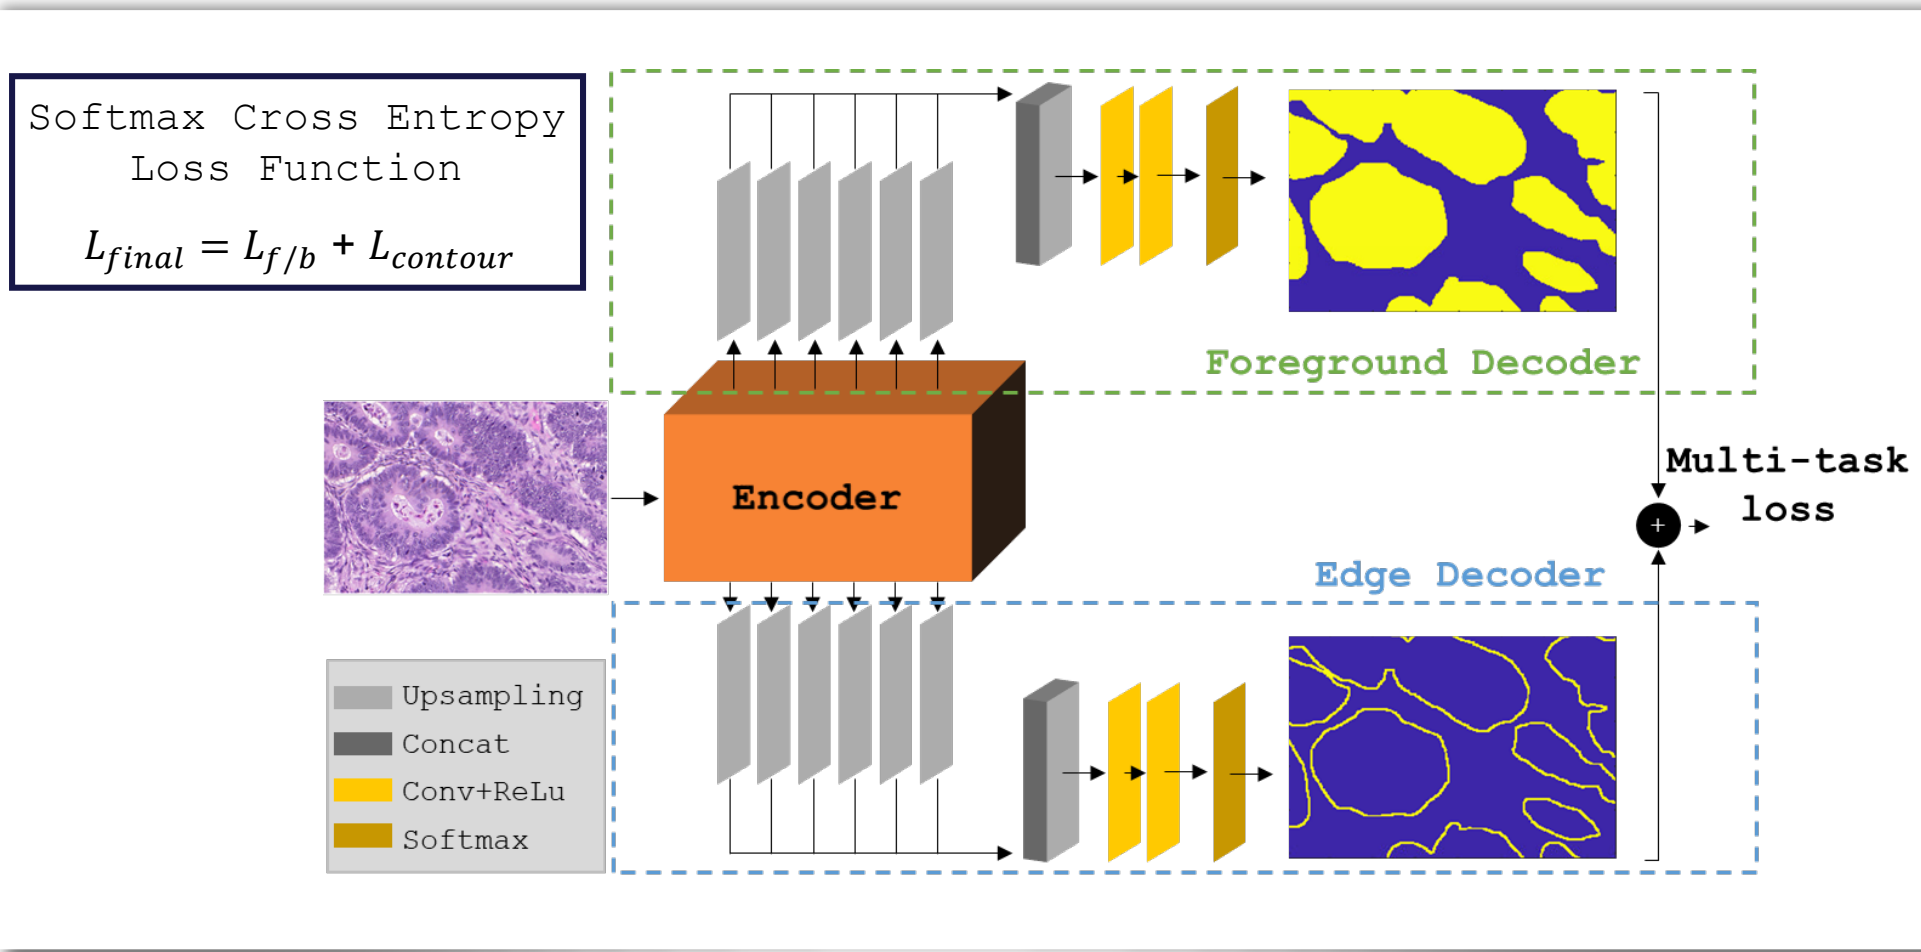 Softmax Cross Entropy
Loss Function
L_final = L_f/b + L_contour
Foreground Decoder
Encoder
Multi-task
loss
+
Edge Decoder
Upsampling
Concat
Conv+ReLu
Softmax